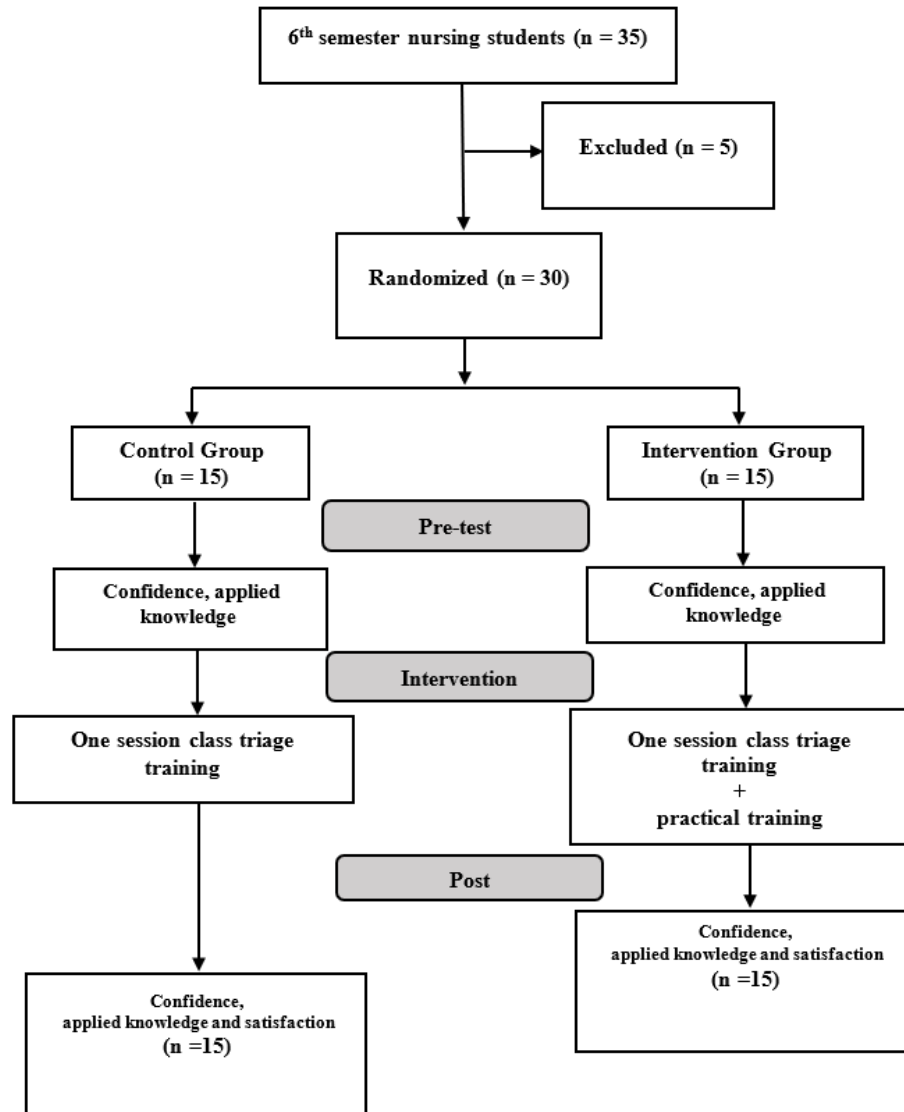 6th semester nursing students (n = 35)
Excluded (n = 5)
Randomized (n = 30)
Control Group
(n = 15)
Intervention Group
(n = 15)
Pre-test
Confidence, applied
knowledge
Confidence, applied
knowledge
Intervention
One session class triage
training
One session class triage
training
+
practical training
Post
Confidence,
applied knowledge and satisfaction
(n =15)
Confidence,
applied knowledge and satisfaction
(n =15)